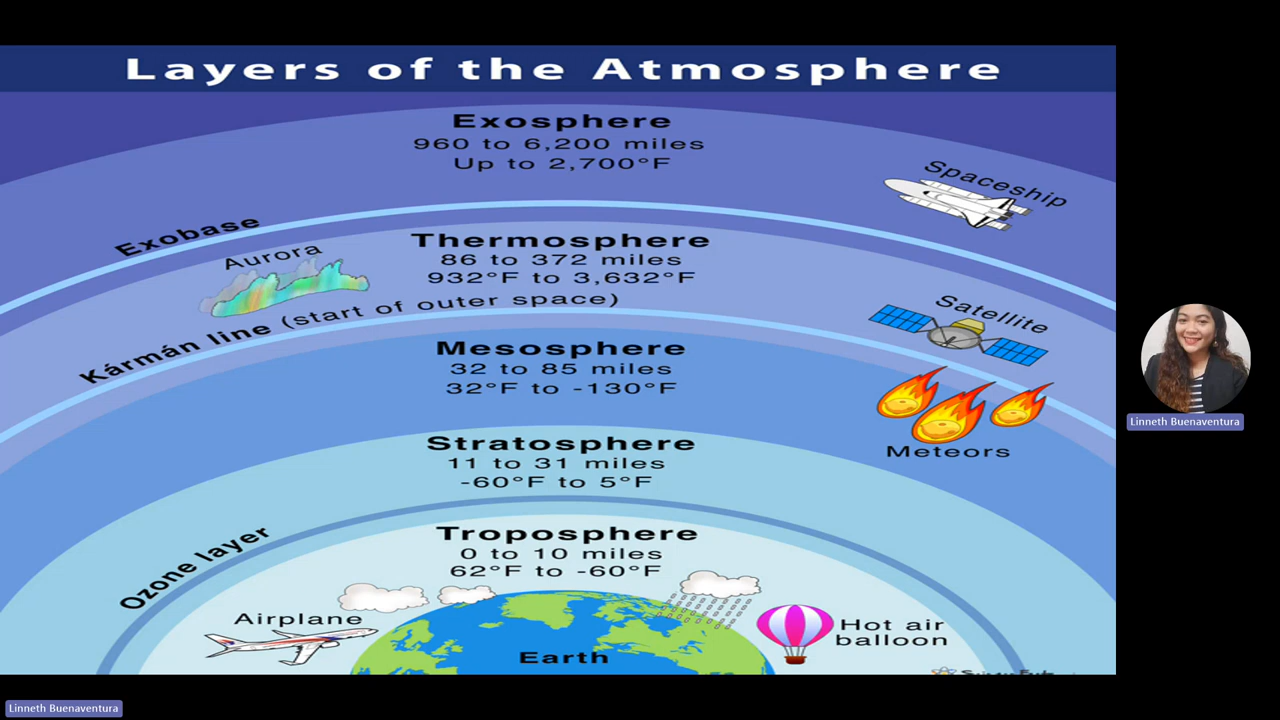 Layers of the Atmosphere
Exosphere
960 to 6,200 miles
Up to 2,700°F
Spaceship
Exobase
Aurora
Thermosphere
86 to 372 miles
932°F to 3,632°F
Kármán line (start of outer space)
Satellite
Mesosphere
32 to 85 miles
32°F to -130°F
Meteors
Stratosphere
11 to 31 miles
-60°F to 5°F
Ozone layer
Troposphere
0 to 10 miles
62°F to -60°F
Airplane
Hot air
balloon
Earth
Linneth Buenaventura
Linneth Buenaventura